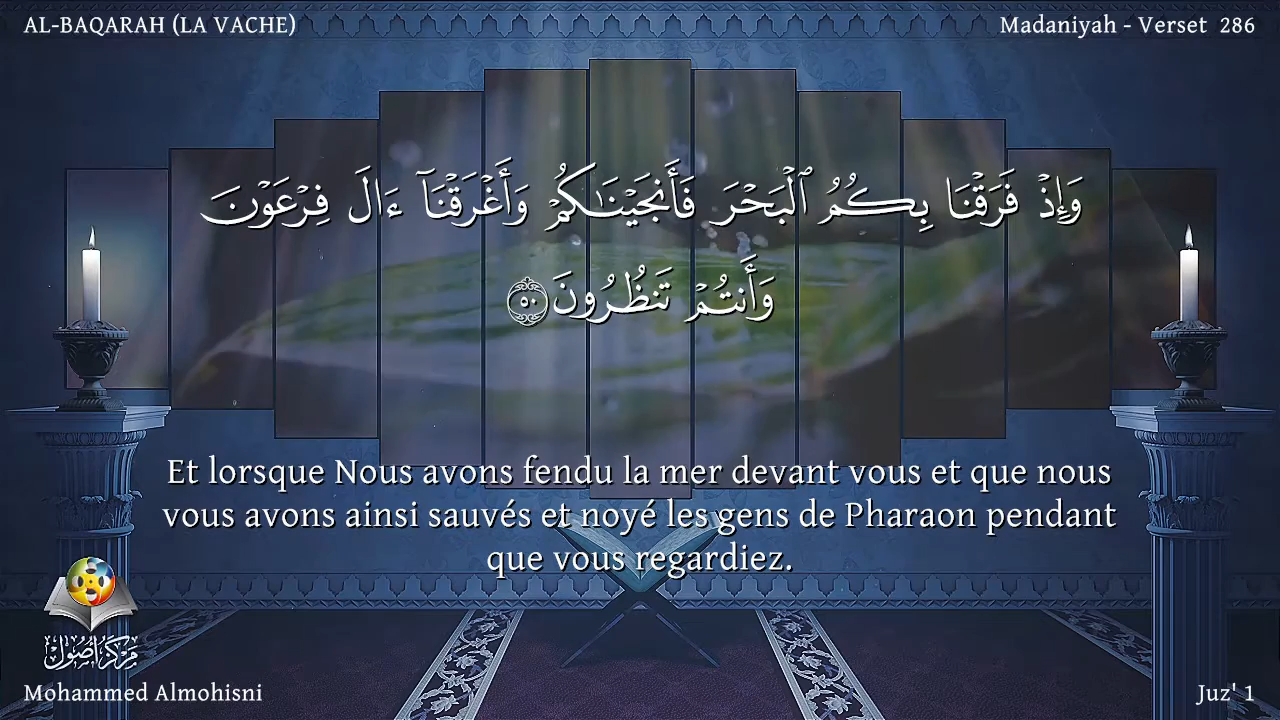 AL-BAQARAH (LA VACHE)
Madaniyah - Verset 286
وَإِذۡ فَرَقۡنَا بِكُمُ ٱلۡبَحۡرَ فَأَنجَيۡنَٰكُمۡ وَأَغۡرَقۡنَآ ءَالَ فِرۡعَوۡنَ
وَأَنتُمۡ تَنظُرُونَ ٥٠
Et lorsque Nous avons fendu la mer devant vous et que nous
vous avons ainsi sauvés et noyé les gens de Pharaon pendant
que vous regardiez.
مركز أصول
Mohammed Almohisni
Juz' 1